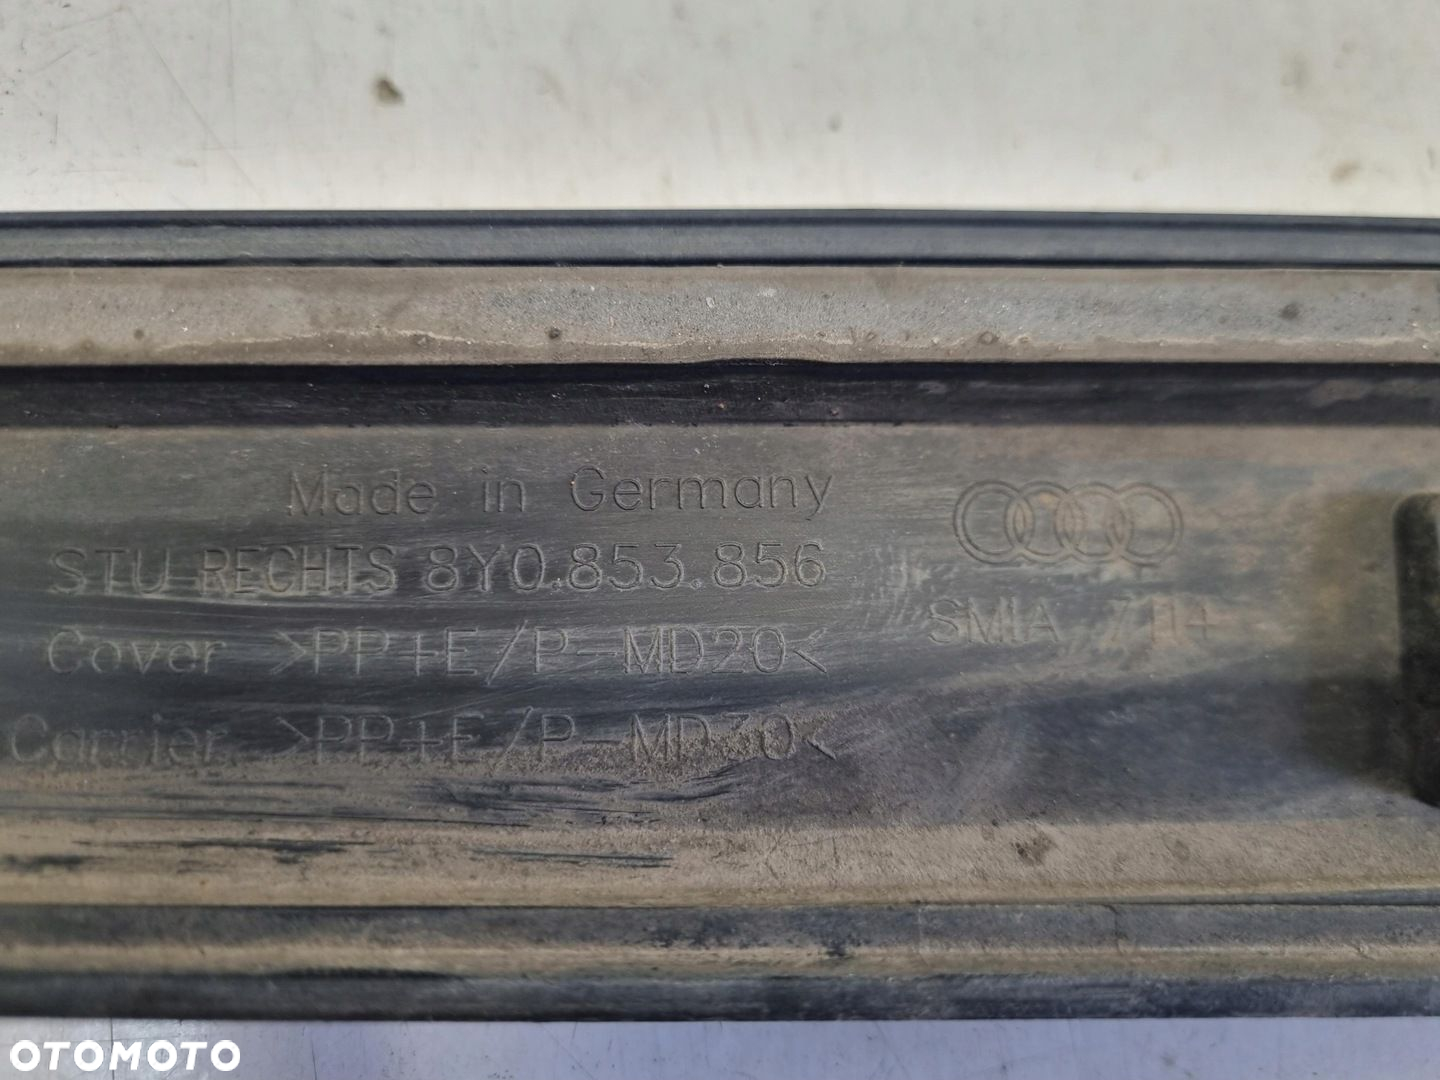 Made in Germany
STU RECHTS 8Y0.853.856
Cover >PP+E/P-MD20<
SMIA
Carrier >PP+E/P-MD30<
OTOMOTO